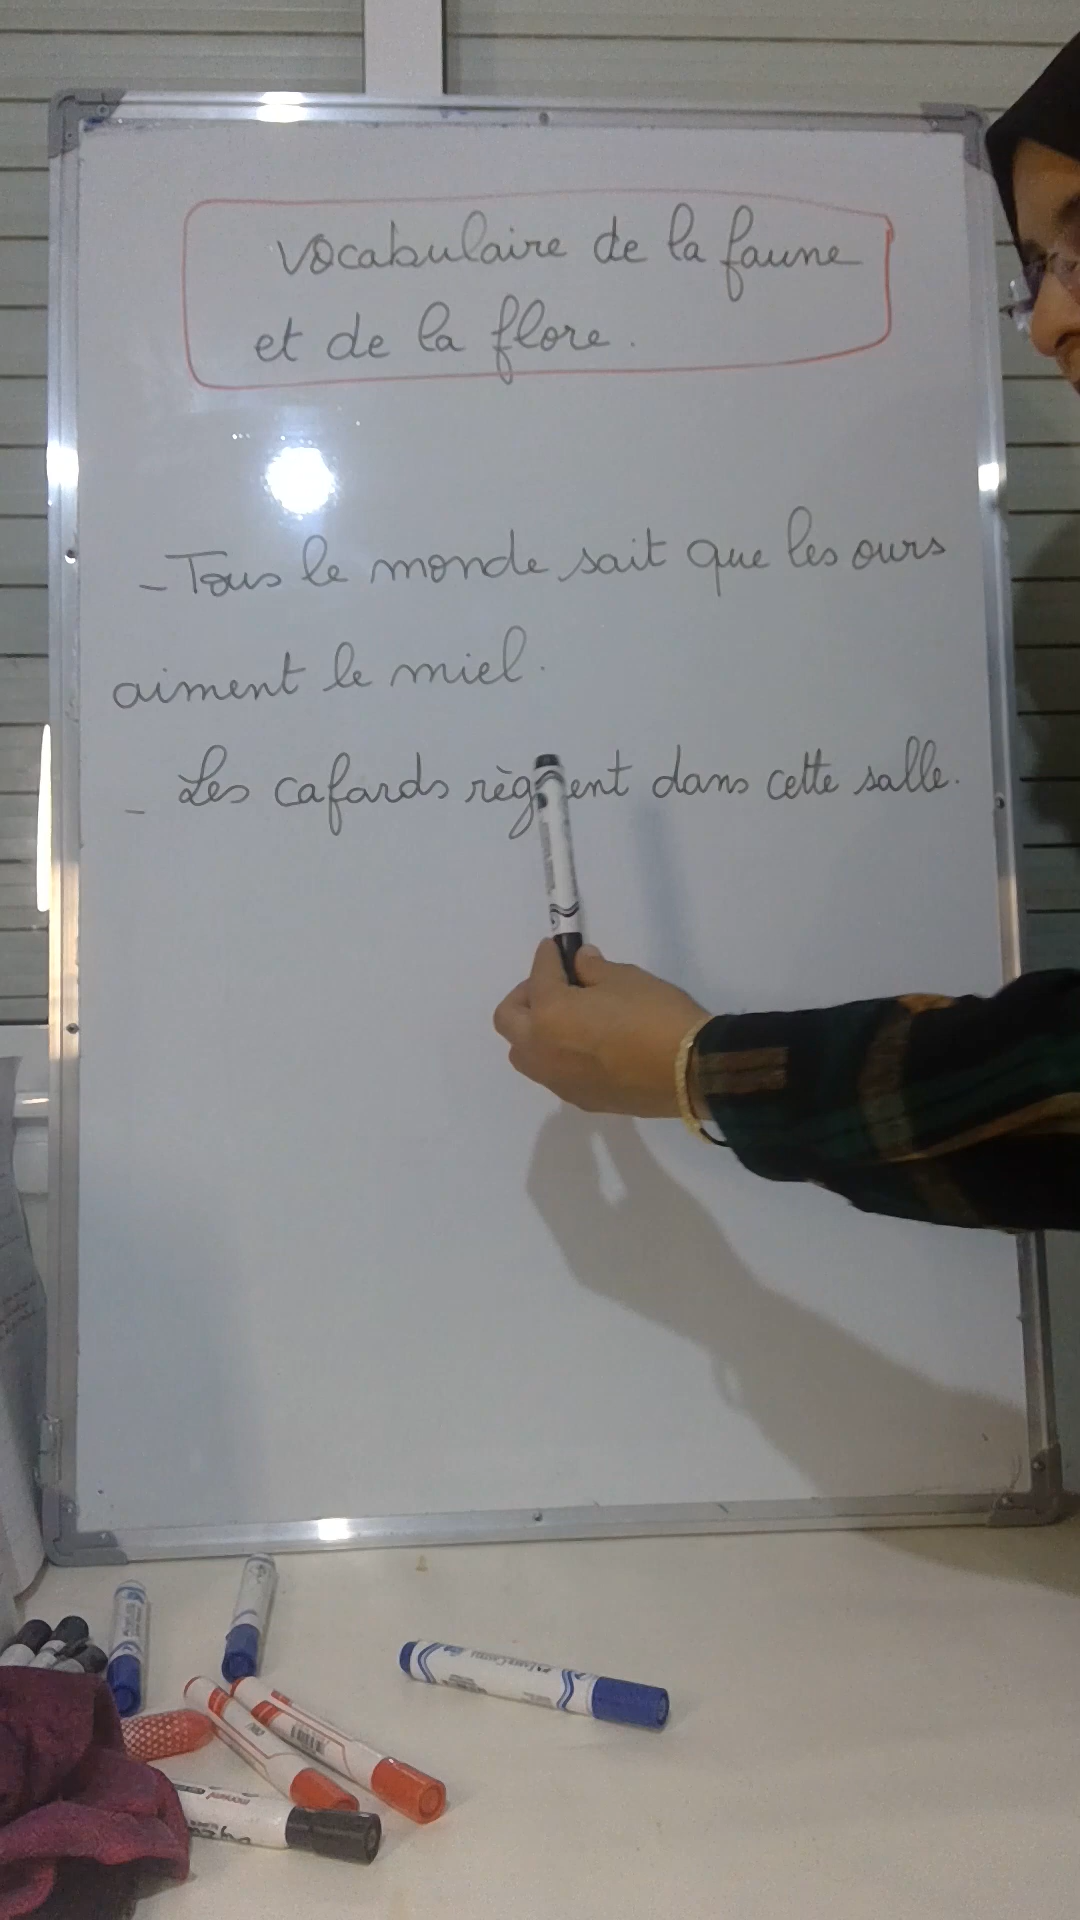 Vocabulaire de la faune
et de la flore.
- Tous le monde sait que les ours
aiment le miel.
- Les cafards règnent dans cette salle.